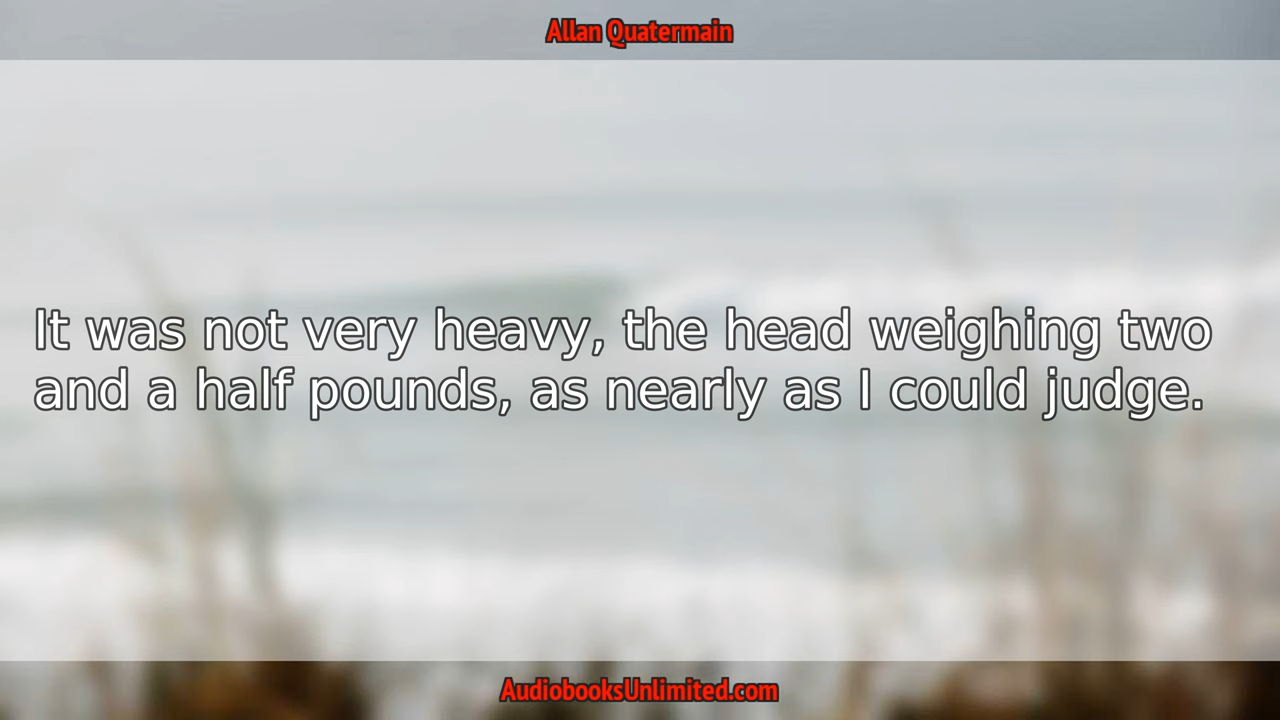 Allan Quatermain
It was not very heavy, the head weighing two
and a half pounds, as nearly as I could judge.
AudiobooksUnlimited.com